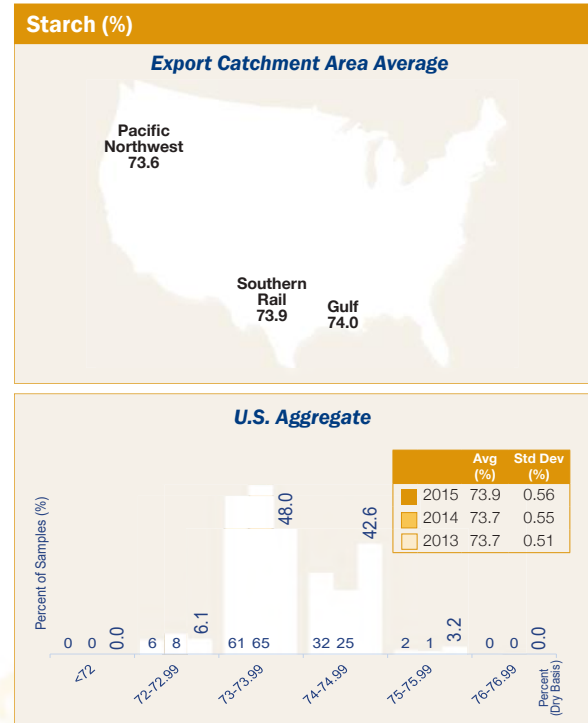 Starch (%)
Export Catchment Area Average
Pacific
Northwest
73.6
Southern
Rail
73.9
Gulf
74.0
U.S. Aggregate
Avg
(%)
Std Dev
(%)
2015 73.9 0.56
2014 73.7 0.55
2013 73.7 0.51
Percent of Samples (%)
0 0 0.0
6 8 6.1
61 65 48.0
32 25 42.6
2 1 3.2
0 0 0.0
<72
72-72.99
73-73.99
74-74.99
75-75.99
76-76.99
Percent
(Dry Basis)